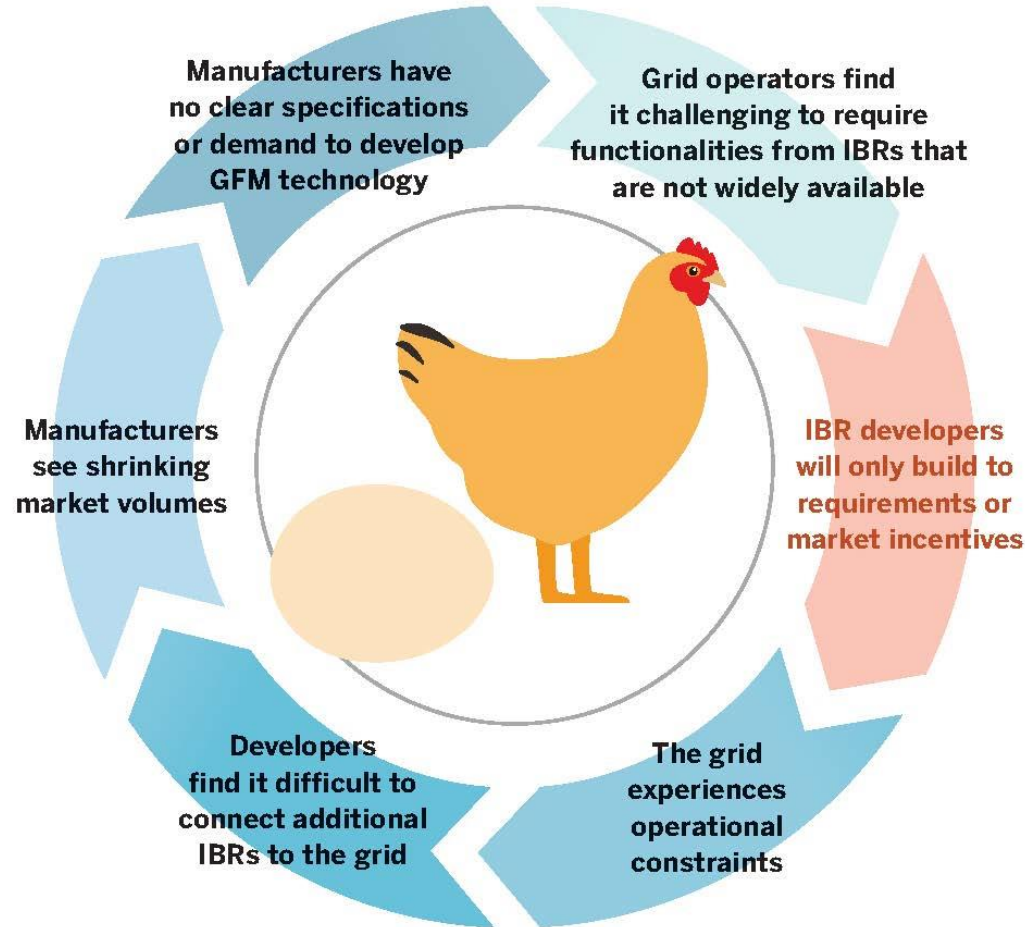 Manufacturers have
no clear specifications
or demand to develop
GFM technology
Grid operators find
it challenging to require
functionalities from IBRs that
are not widely available
IBR developers
will only build to
requirements or
market incentives
The grid
experiences
operational
constraints
Developers
find it difficult to
connect additional
IBRs to the grid
Manufacturers
see shrinking
market volumes